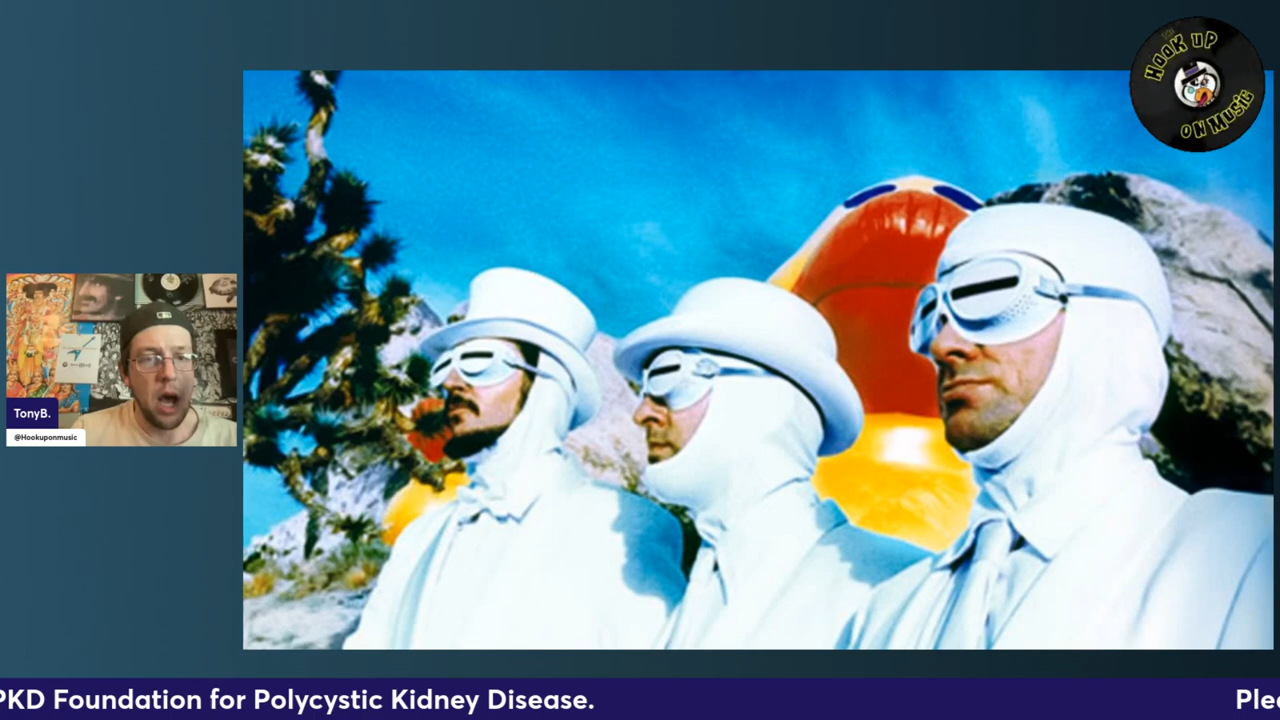 HOOK UP
ON MUSIC
TonyB.
@Hookuponmusic
PKD Foundation for Polycystic Kidney Disease.
Plea